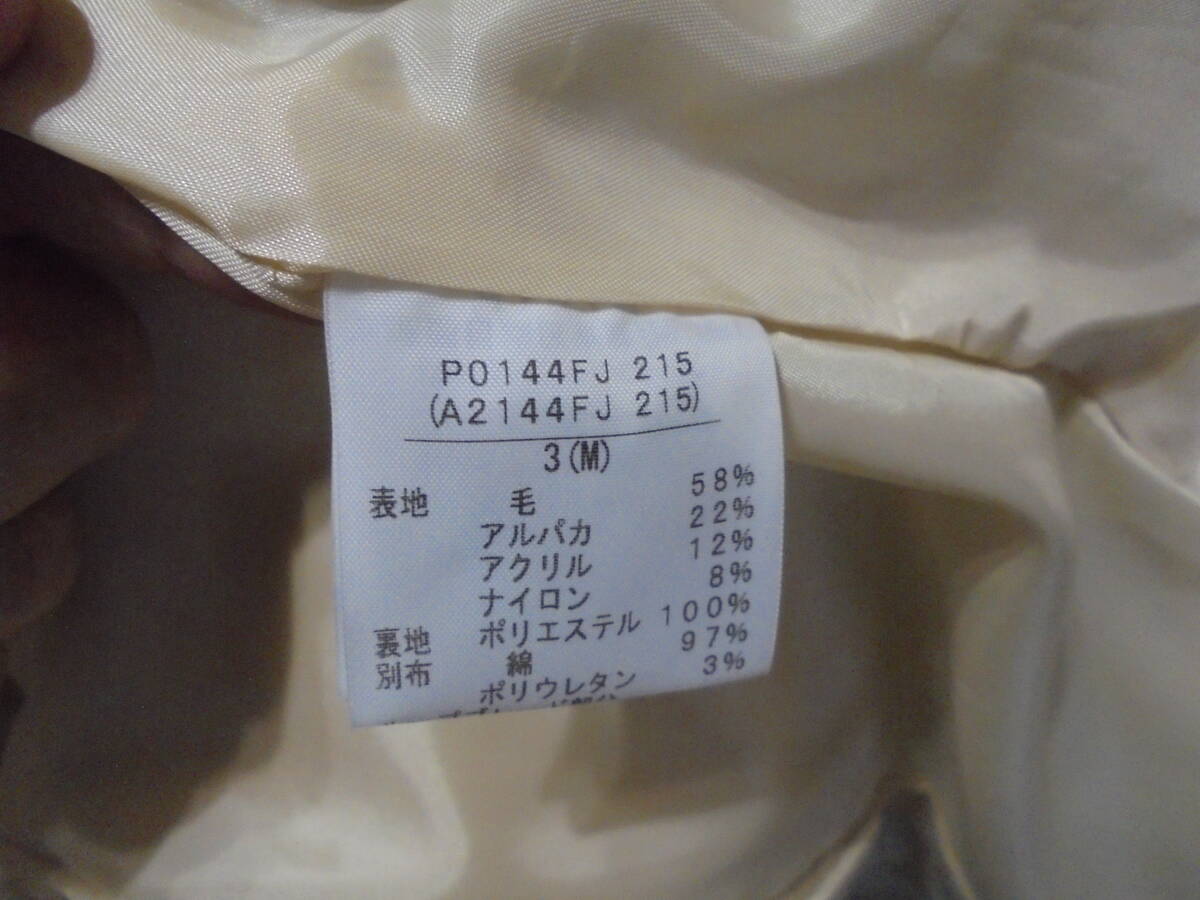 P0144FJ 215
(A2144FJ 215)
3(M)
表地 毛 58%
アルパカ 22%
アクリル 12%
ナイロン 8%
裏地 ポリエステル 100%
別布 綿 97%
ポリウレタン 3%